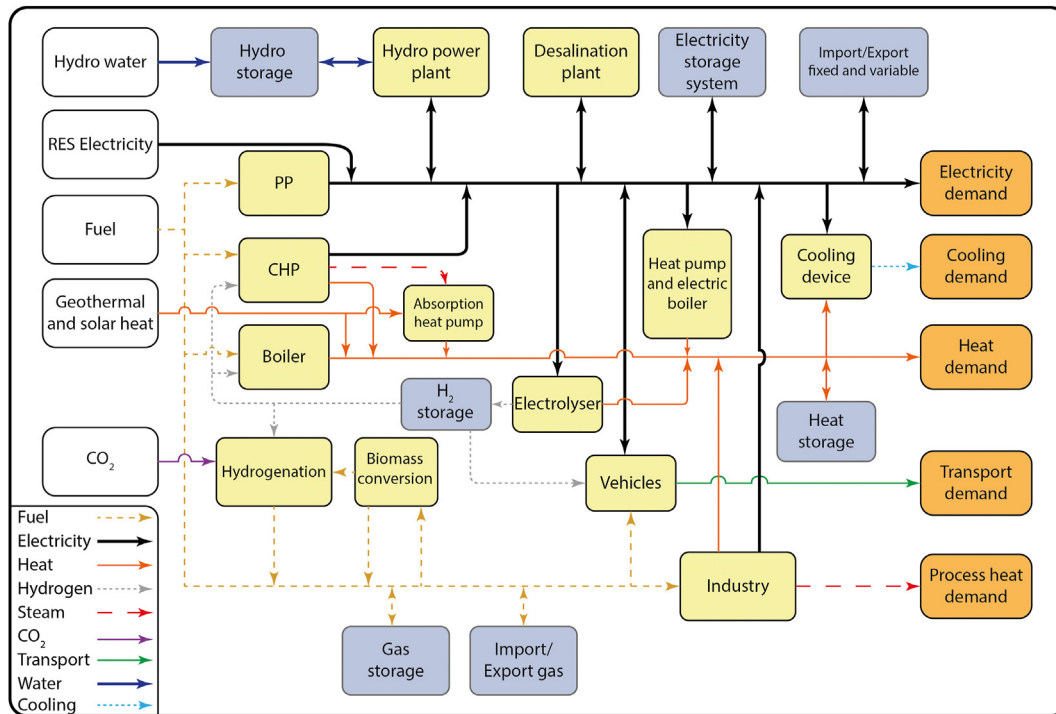 Hydro water
Hydro
storage
Hydro power
plant
Desalination
plant
Electricity
storage
system
Import/Export
fixed and variable
RES Electricity
PP
Electricity
demand
Fuel
CHP
Heat pump
and electric
boiler
Cooling
device
Cooling
demand
Geothermal
and solar heat
Absorption
heat pump
Boiler
Heat
demand
H₂
storage
Electrolyser
Heat
storage
CO₂
Hydrogenation
Biomass
conversion
Vehicles
Transport
demand
Industry
Process heat
demand
Gas
storage
Import/
Export gas
Fuel
Electricity
Heat
Hydrogen
Steam
CO₂
Transport
Water
Cooling